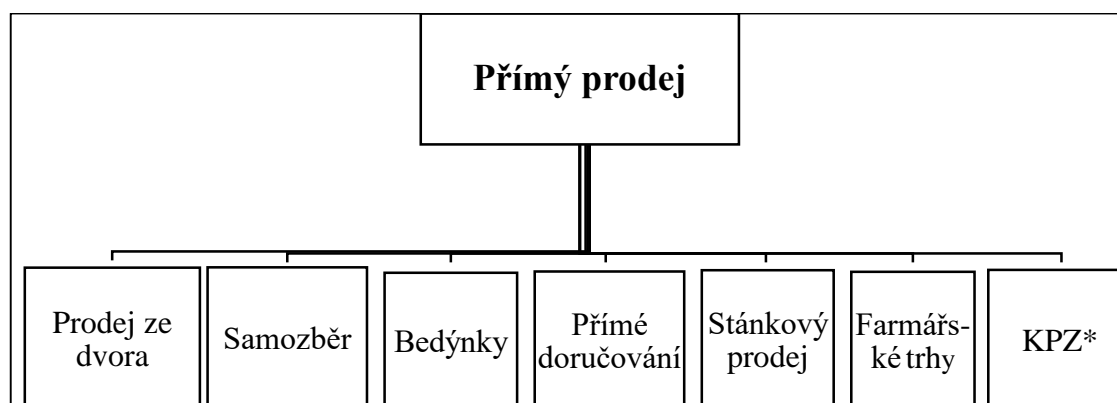 Přímý prodej
Prodej ze
dvora
Samozběr
Bedýnky
Přímé
doručování
Stánkový
prodej
Farmářs-
ké trhy
KPZ*